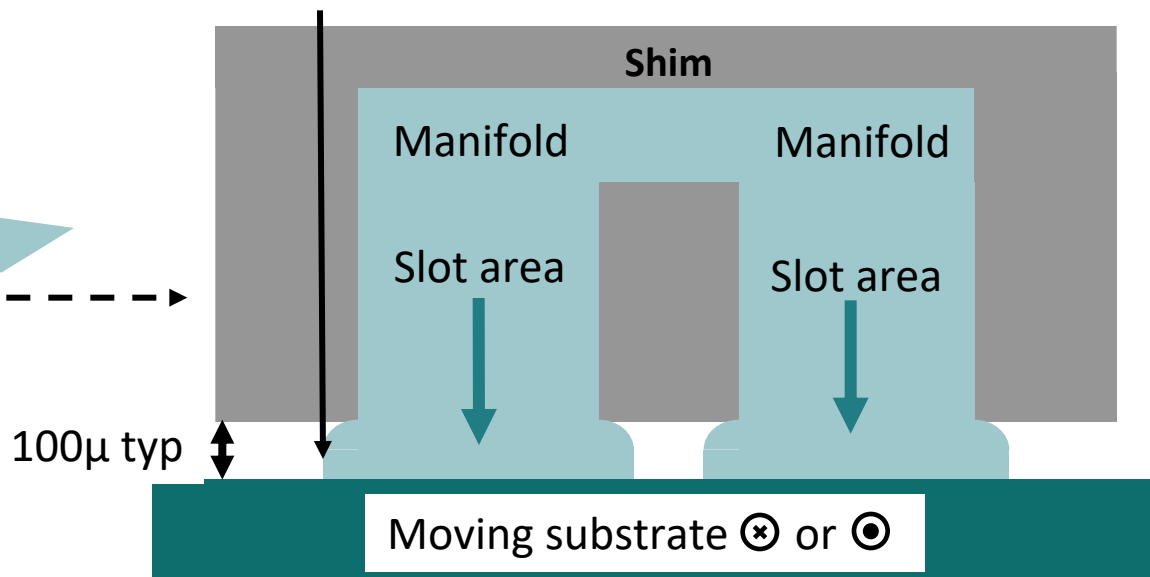 Shim
Manifold
Manifold
Slot area
Slot area
100µ typ
Moving substrate ⊗ or ⊙